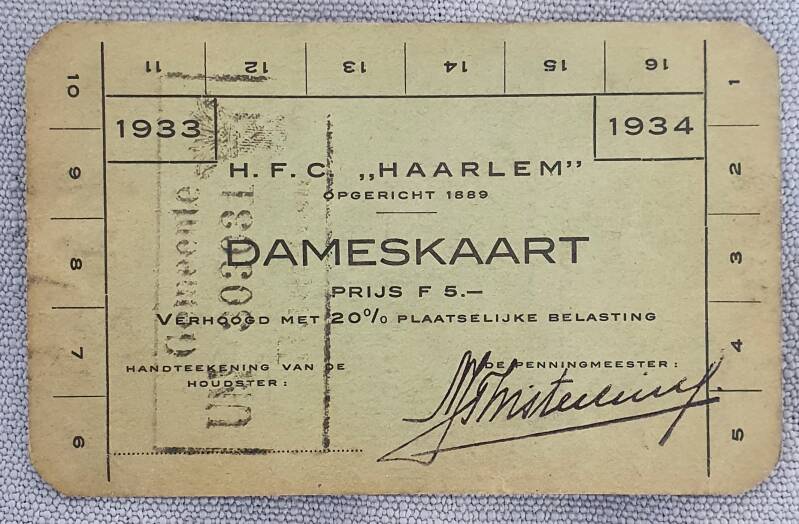 11 12 13 14 15 16
10 1
9 2
8 3
7 4
6 5
1933 1934
H. F. C. „HAARLEM”
OPGERICHT 1889
DAMESKAART
PRIJS F 5.—
VERHOOGD MET 20% PLAATSELIJKE BELASTING
HANDTEEKENING VAN DE
HOUDSTER :
DE PENNINGMEESTER :
Gemeente